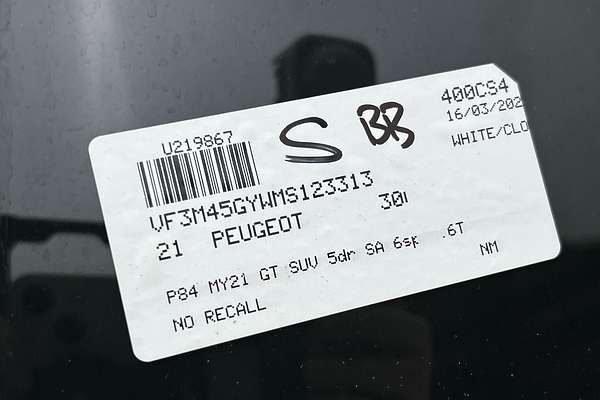 U219867
S BB
400CS4
16/03/202
WHITE/CLO
VF3M45GYWMS123313
21 PEUGEOT 30
P84 MY21 GT SUV 5dr SA 6sp .6T
NO RECALL
NM